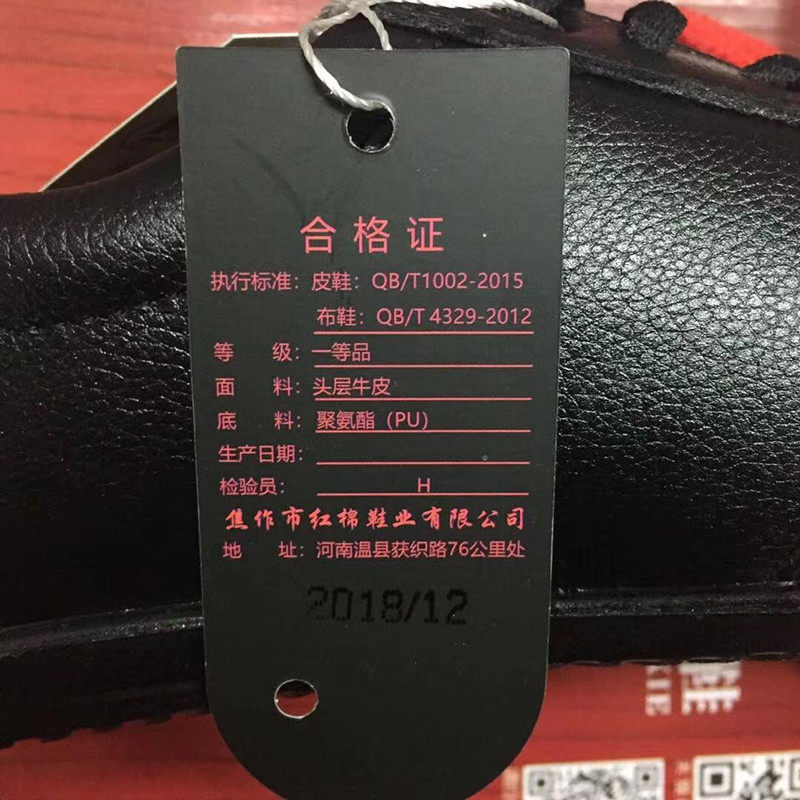 合格证
执行标准：皮鞋：QB/T1002-2015
布鞋：QB/T 4329-2012
等 级：一等品
面 料：头层牛皮
底 料：聚氨酯（PU）
生产日期：
检验员： H
焦作市红棉鞋业有限公司
地 址：河南温县获织路76公里处
2018/12